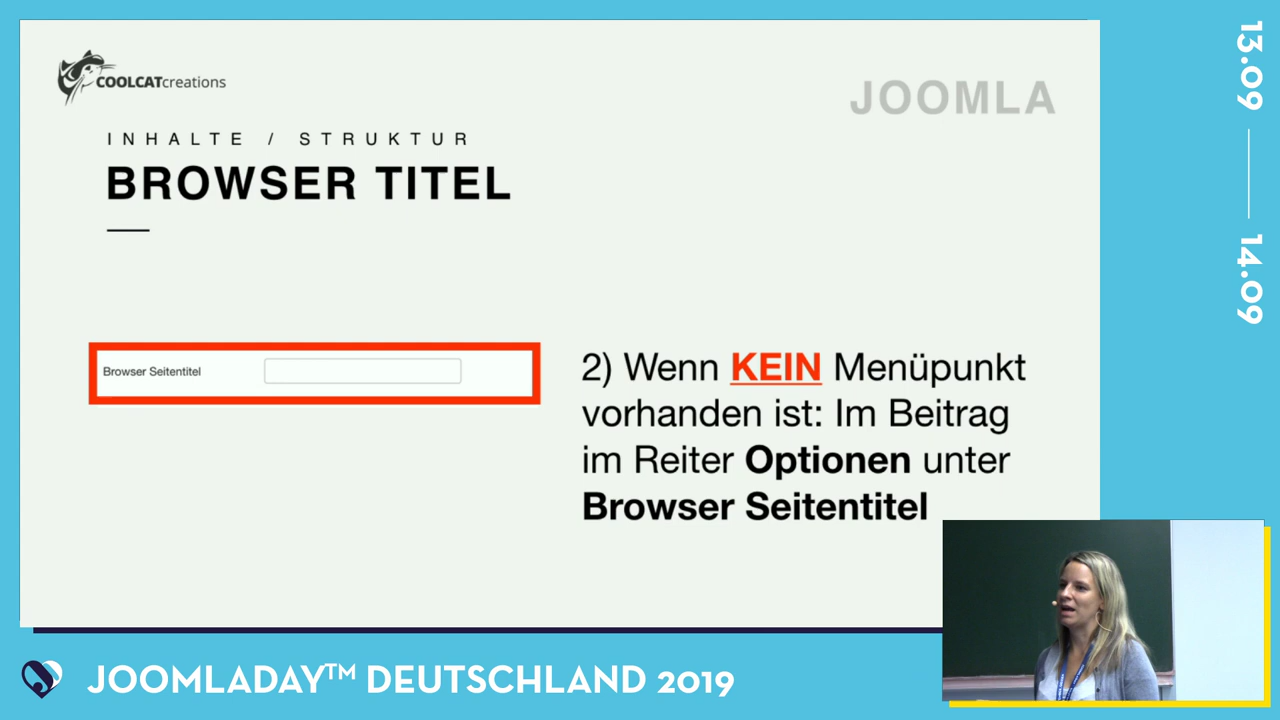 COOLCATcreations
JOOMLA
INHALTE / STRUKTUR
BROWSER TITEL
Browser Seitentitel
2) Wenn KEIN Menüpunkt
vorhanden ist: Im Beitrag
im Reiter Optionen unter
Browser Seitentitel
13.09
14.09
JOOMLADAY™ DEUTSCHLAND 2019